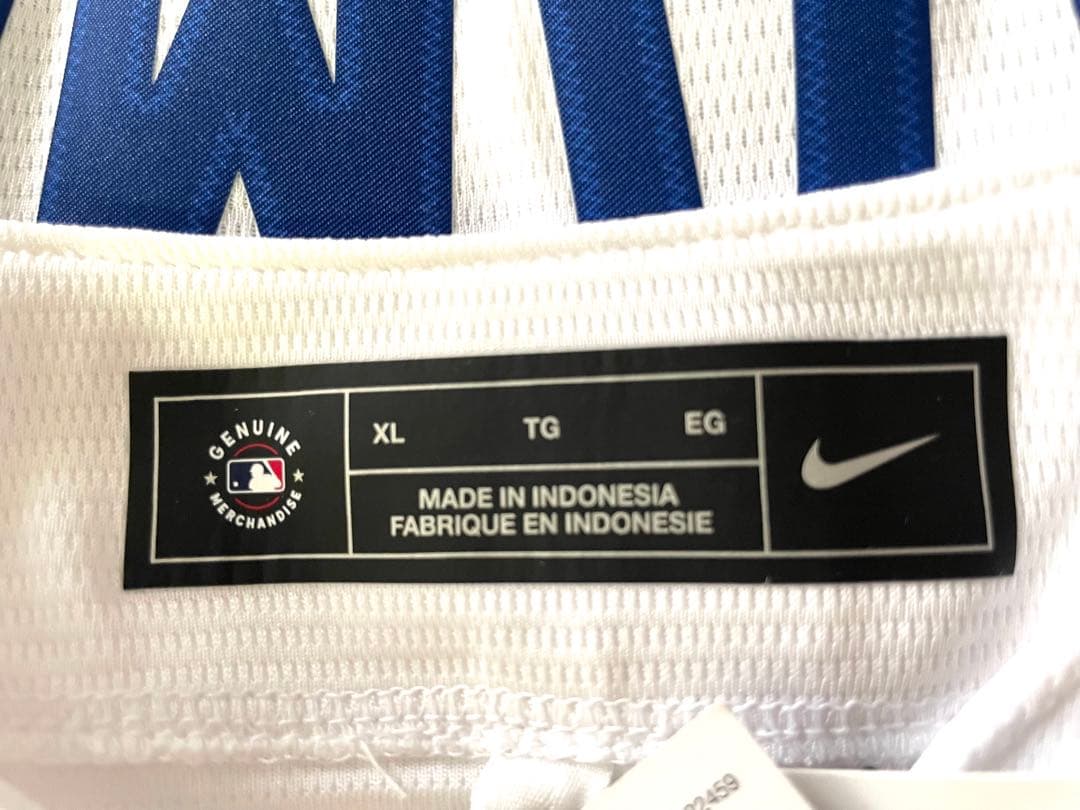 GENUINE
MERCHANDISE
XL TG EG
MADE IN INDONESIA
FABRIQUE EN INDONESIE